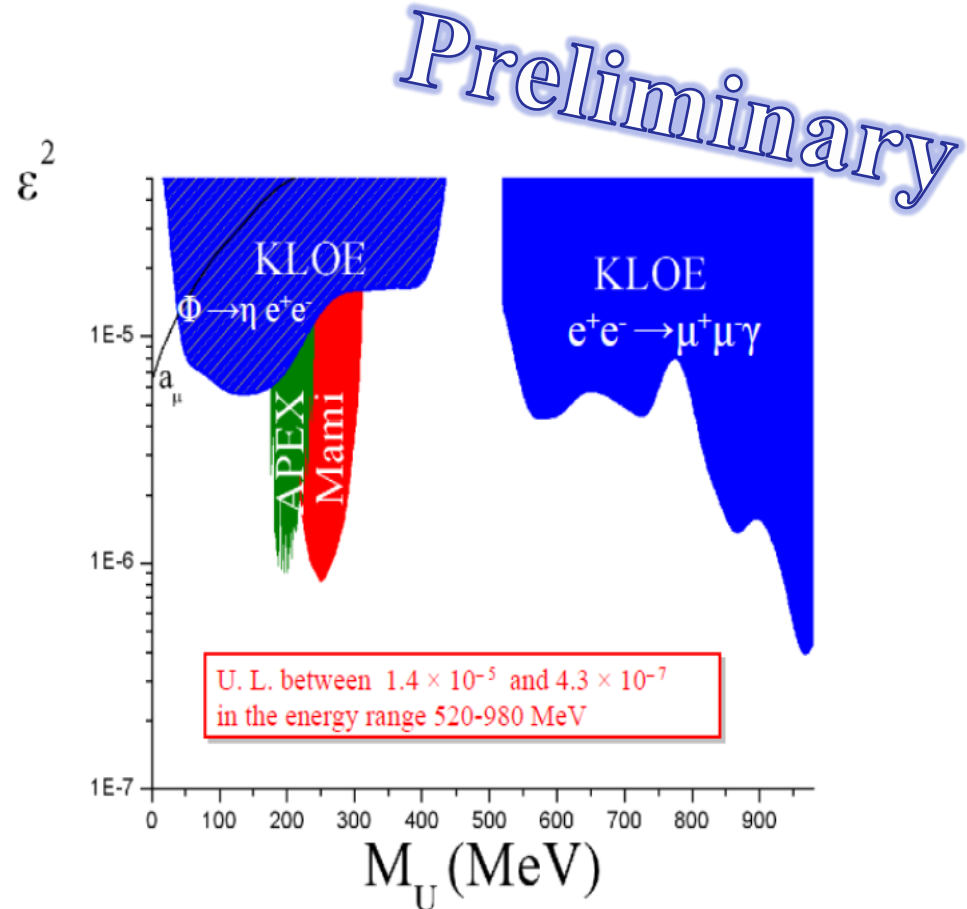 Preliminary
ε²
KLOE
Φ→η e⁺e⁻
KLOE
e⁺e⁻→μ⁺μ⁻γ
1E-5
a_μ
APEX
Mami
1E-6
U. L. between 1.4 × 10⁻⁵ and 4.3 × 10⁻⁷
in the energy range 520-980 MeV
1E-7
0 100 200 300 400 500 600 700 800 900
M_U (MeV)